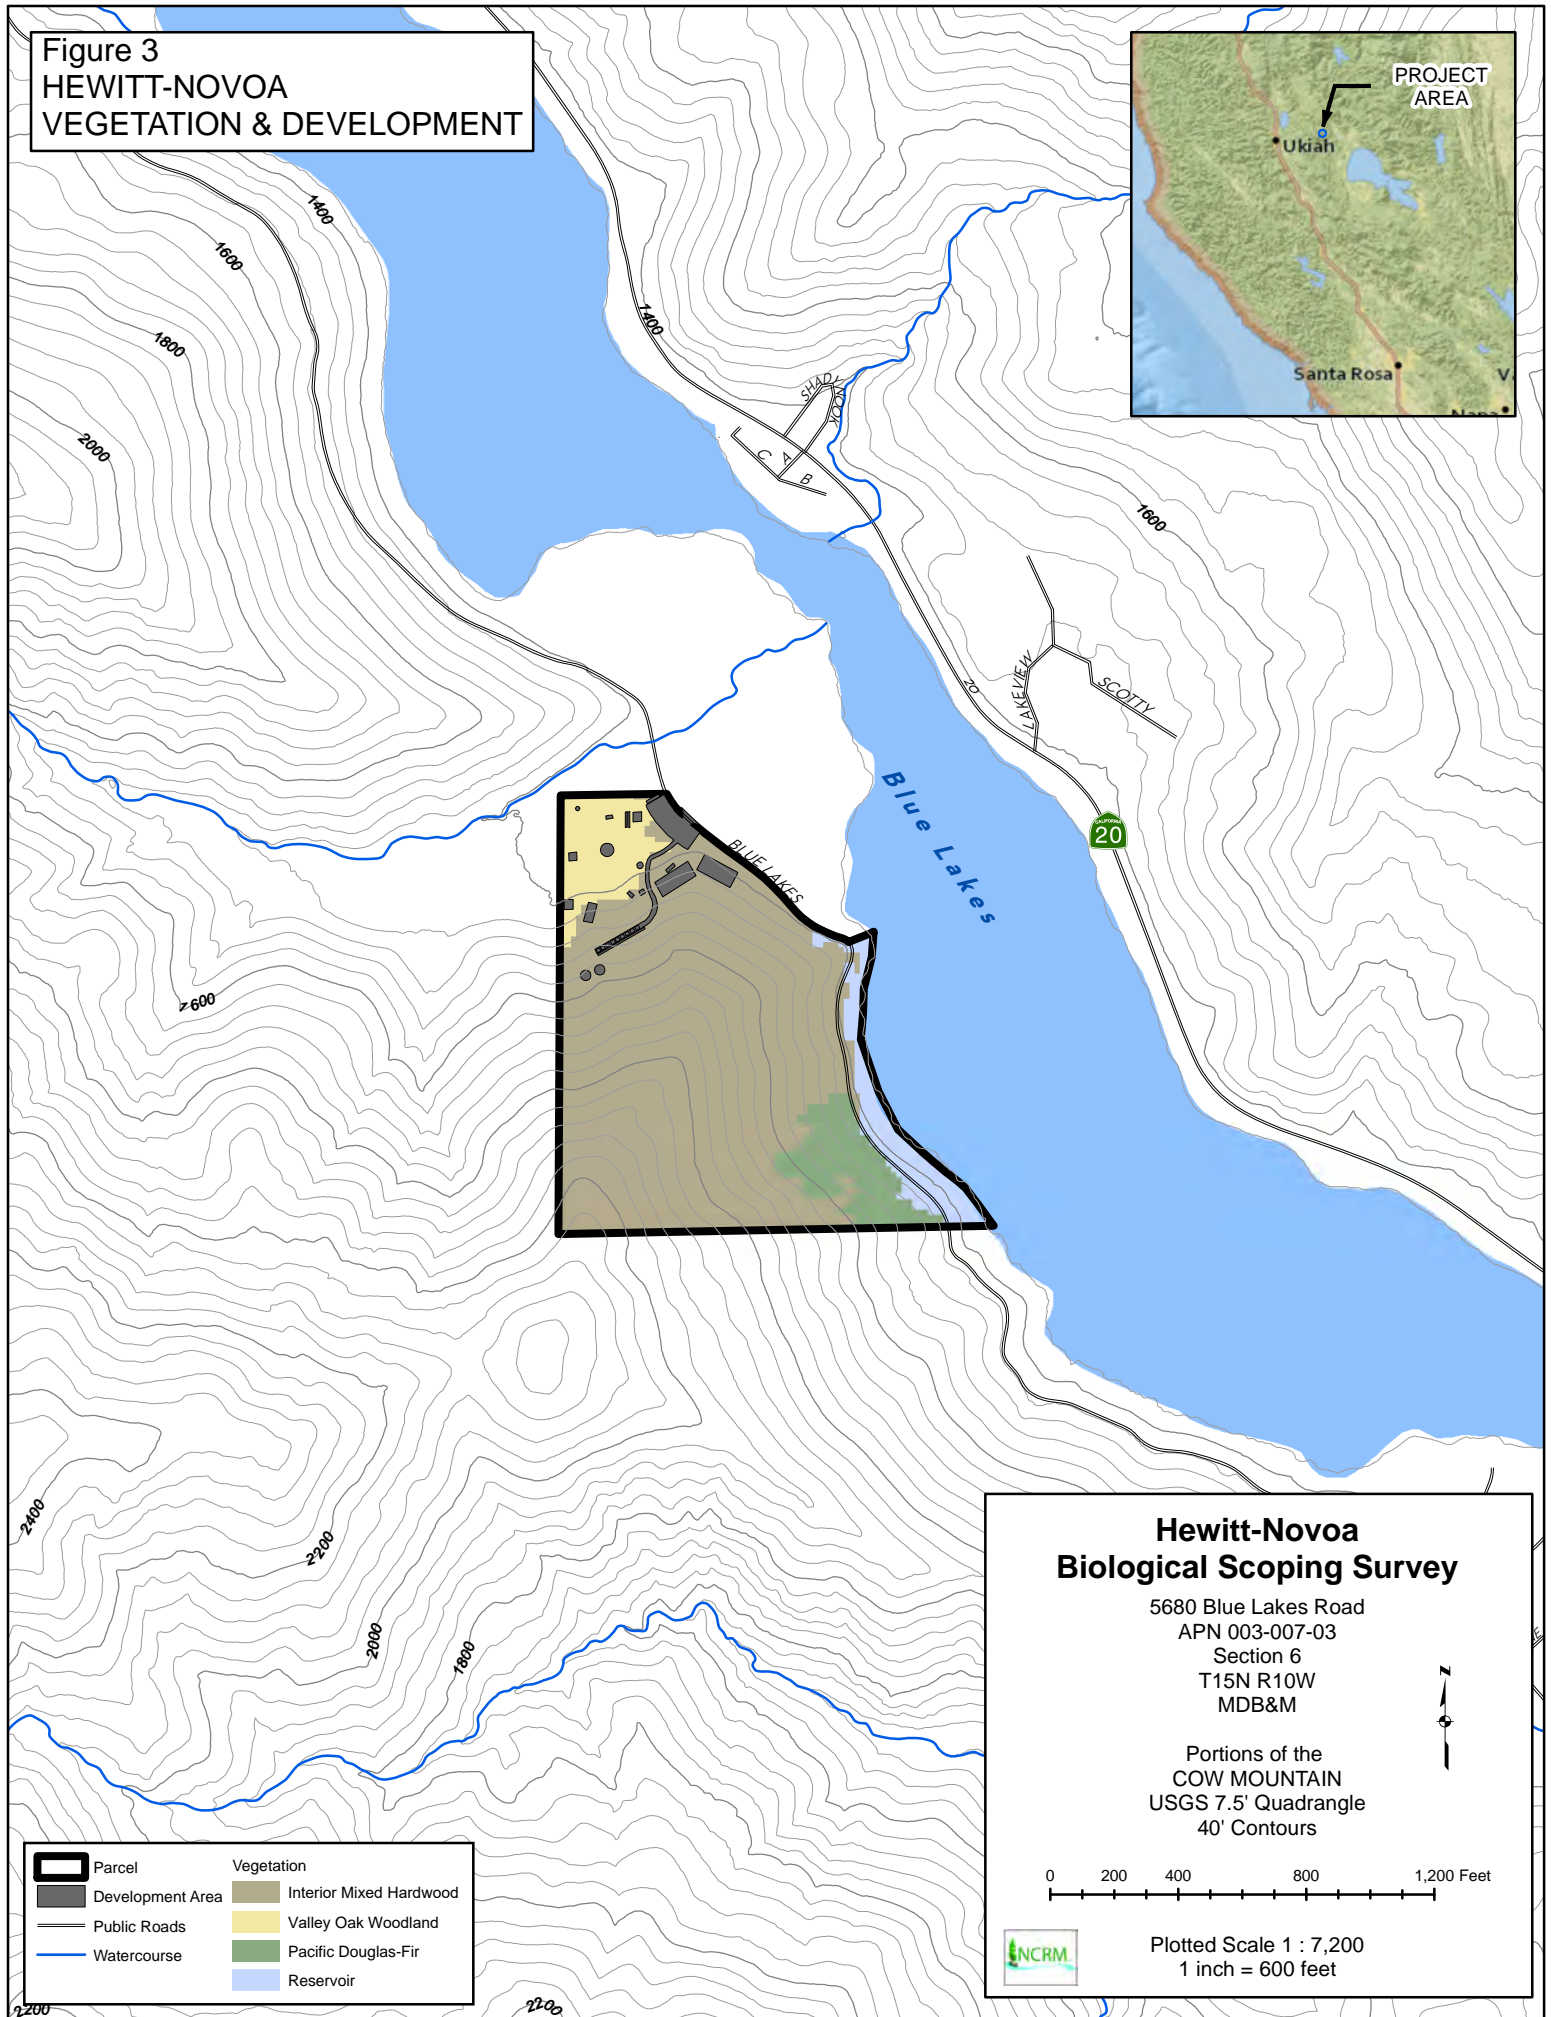 Figure 3
HEWITT-NOVOA
VEGETATION & DEVELOPMENT
PROJECT
AREA
Ukiah
Santa Rosa
Napa
1400
1600
1800
2000
1400
SHADY NOOK
C
A
B
1600
20
LAKEVIEW
SCOTTY
Blue Lakes
CALIFORNIA
20
BLUE LAKES
1600
2400
2200
2000
1800
2200
2200
Hewitt-Novoa
Biological Scoping Survey
5680 Blue Lakes Road
APN 003-007-03
Section 6
T15N R10W
MDB&M
N
Portions of the
COW MOUNTAIN
USGS 7.5' Quadrangle
40' Contours
0 200 400 800 1,200 Feet
NCRM
Plotted Scale 1 : 7,200
1 inch = 600 feet
Parcel
Development Area
Public Roads
Watercourse
Vegetation
Interior Mixed Hardwood
Valley Oak Woodland
Pacific Douglas-Fir
Reservoir